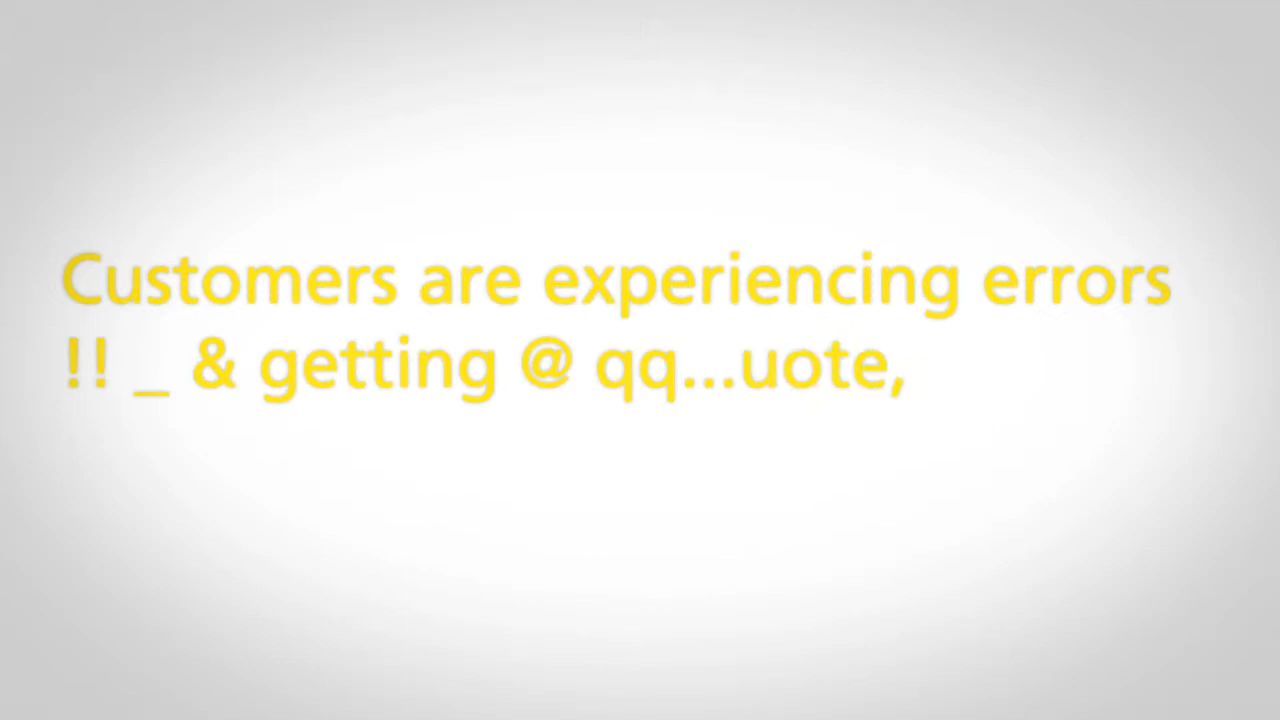 Customers are experiencing errors
!! _ & getting @ qq...uote,